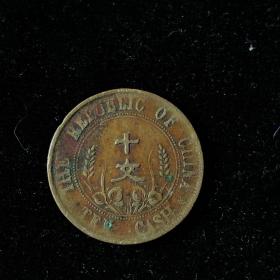 THE REPUBLIC OF CHINA
十文
TEN CASH